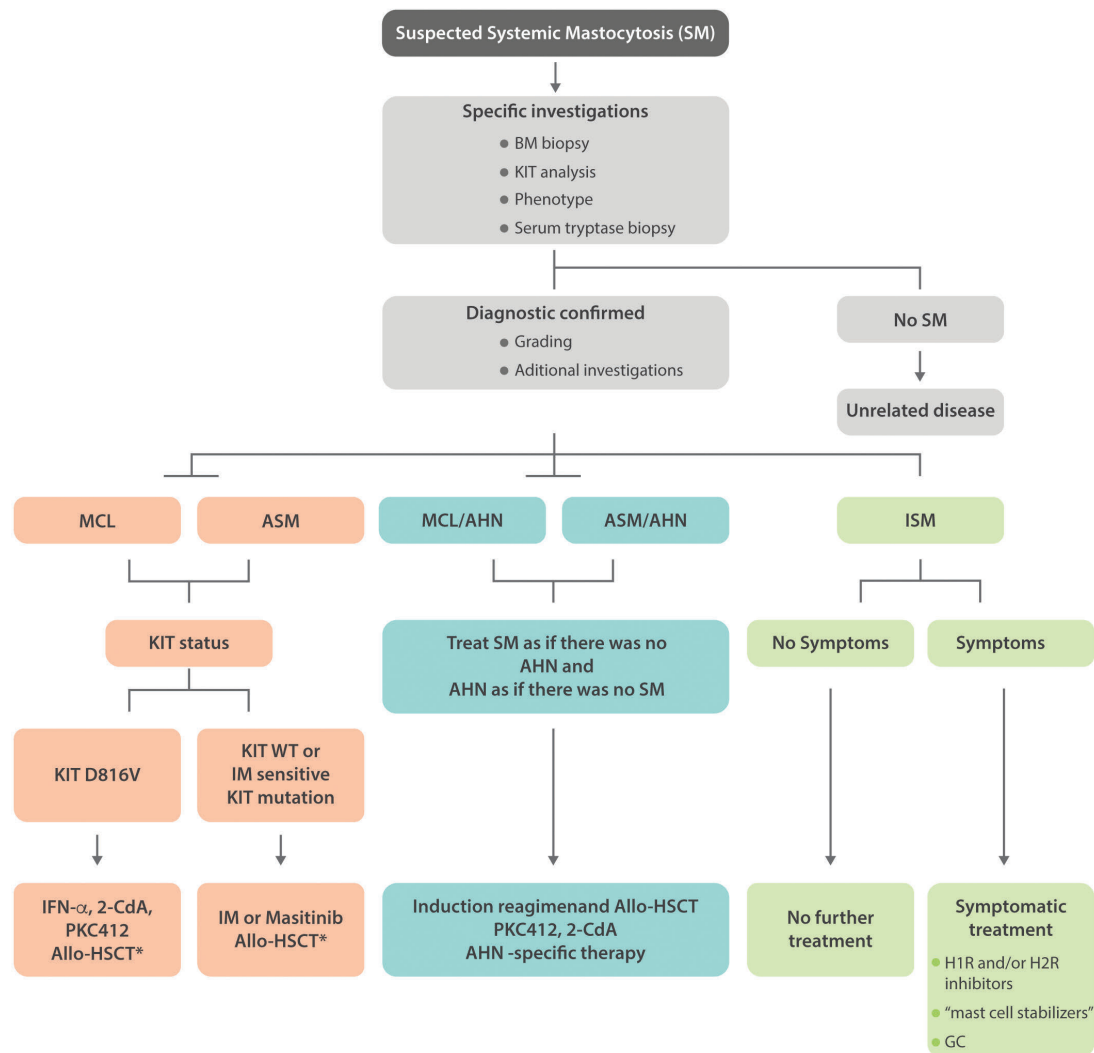 Suspected Systemic Mastocytosis (SM)
Specific investigations
BM biopsy
KIT analysis
Phenotype
Serum tryptase biopsy
Diagnostic confirmed
Grading
Aditional investigations
No SM
Unrelated disease
MCL
ASM
MCL/AHN
ASM/AHN
ISM
KIT status
Treat SM as if there was no
AHN and
AHN as if there was no SM
No Symptoms
Symptoms
KIT D816V
KIT WT or
IM sensitive
KIT mutation
IFN-α, 2-CdA,
PKC412
Allo-HSCT*
IM or Masitinib
Allo-HSCT*
Induction reagimenand Allo-HSCT
PKC412, 2-CdA
AHN -specific therapy
No further
treatment
Symptomatic
treatment
H1R and/or H2R
inhibitors
“mast cell stabilizers”
GC